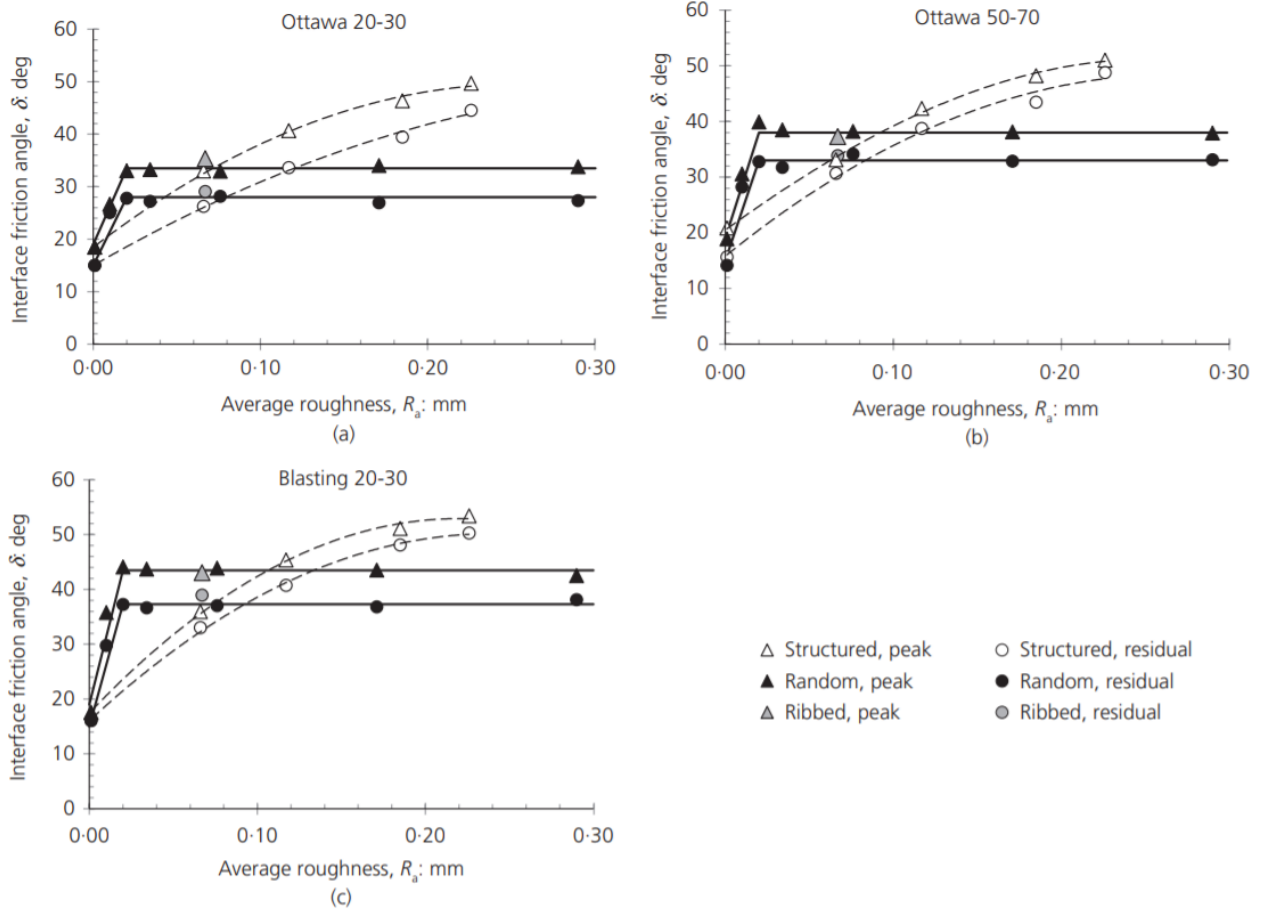 Ottawa 20-30
60
50
40
30
20
10
0
0·00
0·10
0·20
0·30
Interface friction angle, δ: deg
Average roughness, Rₐ: mm
(a)
Ottawa 50-70
60
50
40
30
20
10
0
0·00
0·10
0·20
0·30
Interface friction angle, δ: deg
Average roughness, Rₐ: mm
(b)
Blasting 20-30
60
50
40
30
20
10
0
0·00
0·10
0·20
0·30
Interface friction angle, δ: deg
Average roughness, Rₐ: mm
(c)
Structured, peak
Structured, residual
Random, peak
Random, residual
Ribbed, peak
Ribbed, residual